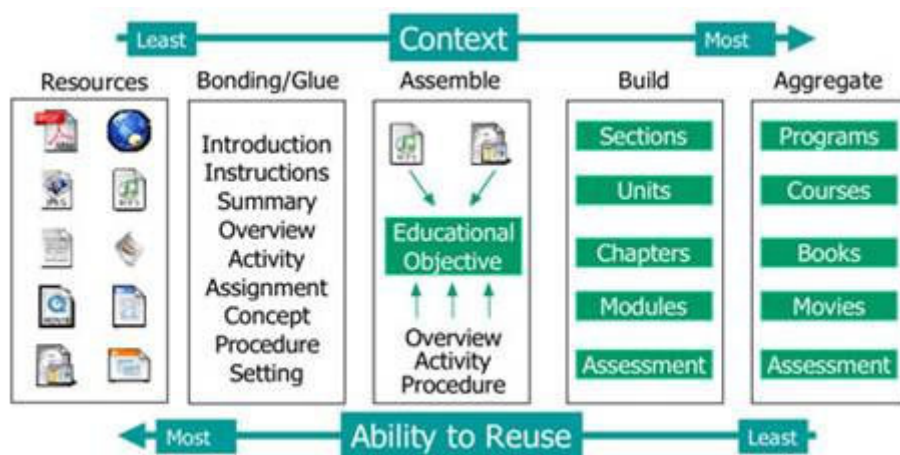 Least
Context
Most
Resources
Bonding/Glue
Assemble
Build
Aggregate
Introduction
Instructions
Summary
Overview
Activity
Assignment
Concept
Procedure
Setting
Educational
Objective
Overview
Activity
Procedure
Sections
Units
Chapters
Modules
Assessment
Programs
Courses
Books
Movies
Assessment
Most
Ability to Reuse
Least